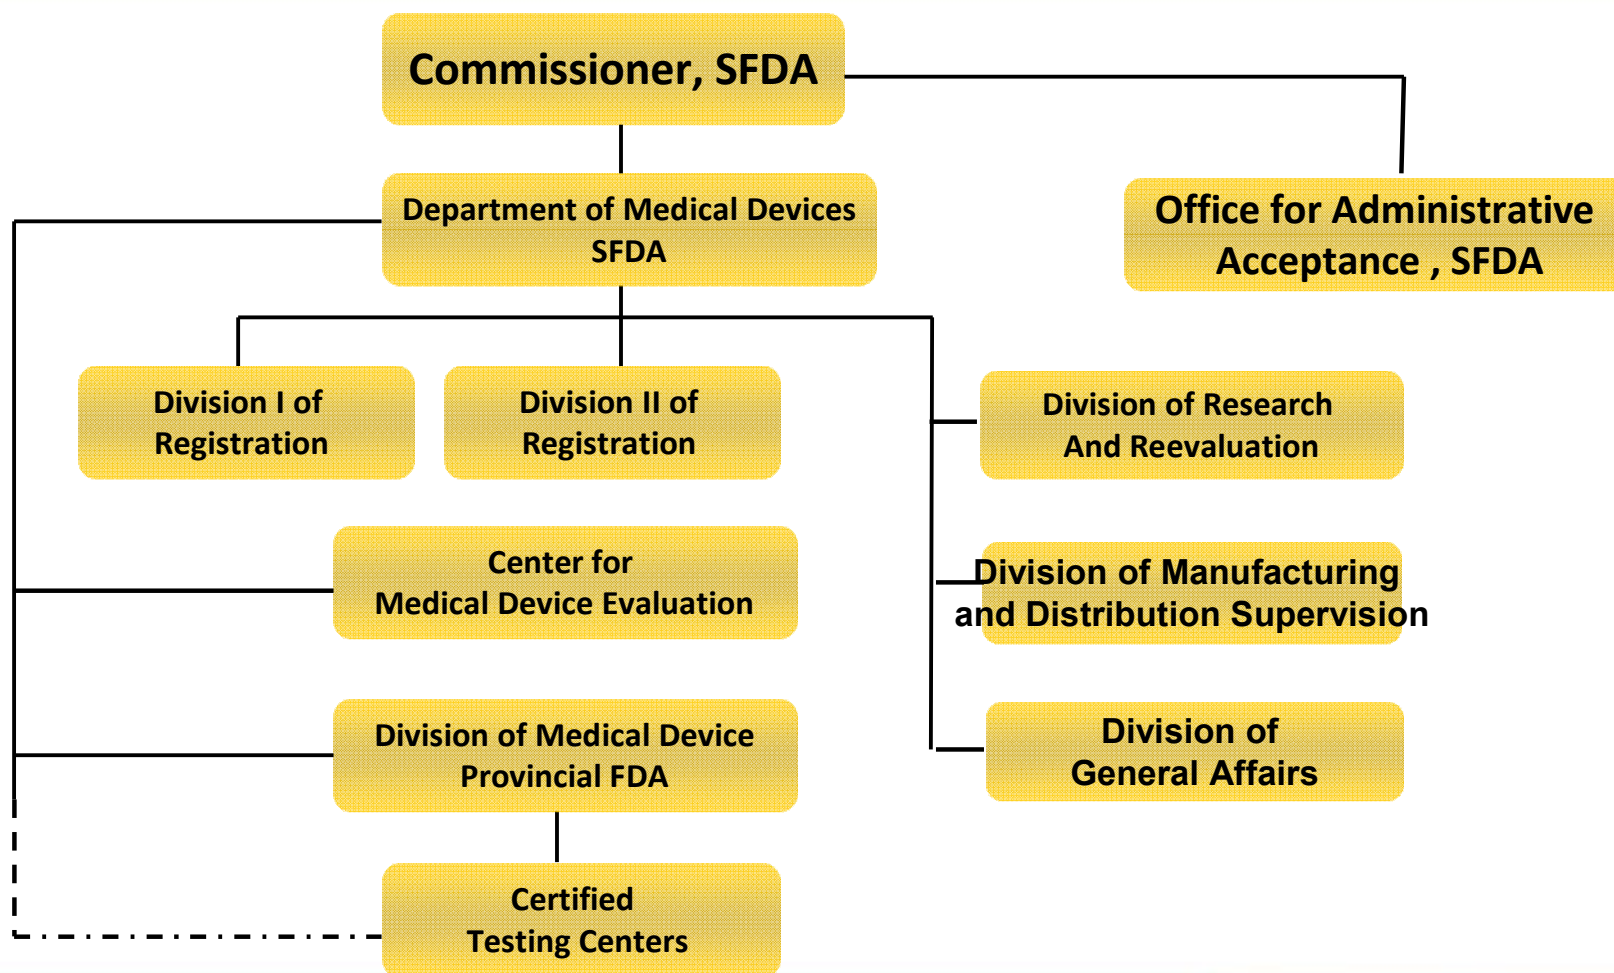 Commissioner, SFDA
Department of Medical Devices
SFDA
Office for Administrative
Acceptance , SFDA
Division I of
Registration
Division II of
Registration
Division of Research
And Reevaluation
Center for
Medical Device Evaluation
Division of Manufacturing
and Distribution Supervision
Division of Medical Device
Provincial FDA
Division of
General Affairs
Certified
Testing Centers